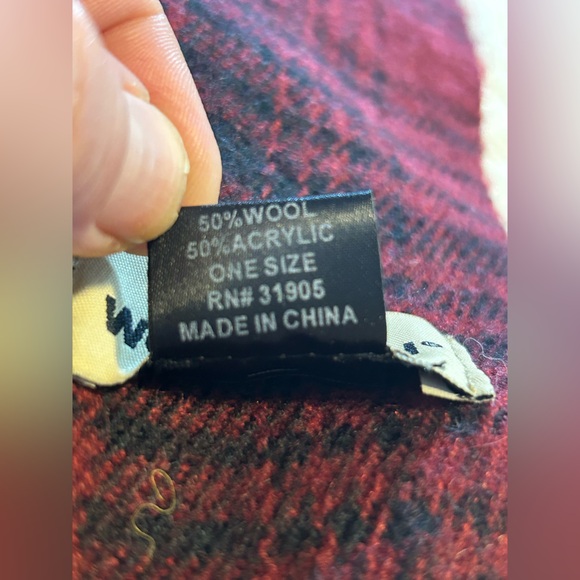 50%WOOL
50%ACRYLIC
ONE SIZE
RN# 31905
MADE IN CHINA
W